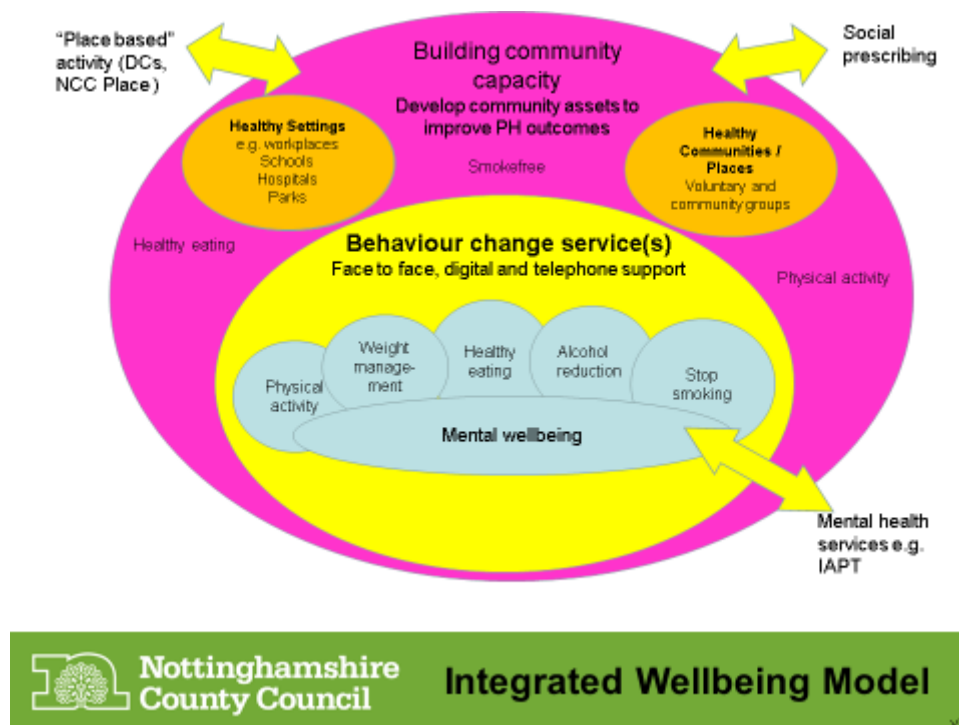 “Place based”
activity (DCs,
NCC Place)
Building community
capacity
Develop community assets to
improve PH outcomes
Smokefree
Social
prescribing
Healthy Settings
e.g. workplaces
Schools
Hospitals
Parks
Healthy
Communities /
Places
Voluntary and
community groups
Healthy eating
Physical activity
Behaviour change service(s)
Face to face, digital and telephone support
Physical
activity
Weight
manage-
ment
Healthy
eating
Alcohol
reduction
Stop
smoking
Mental wellbeing
Mental health
services e.g.
IAPT
Nottinghamshire
County Council
Integrated Wellbeing Model